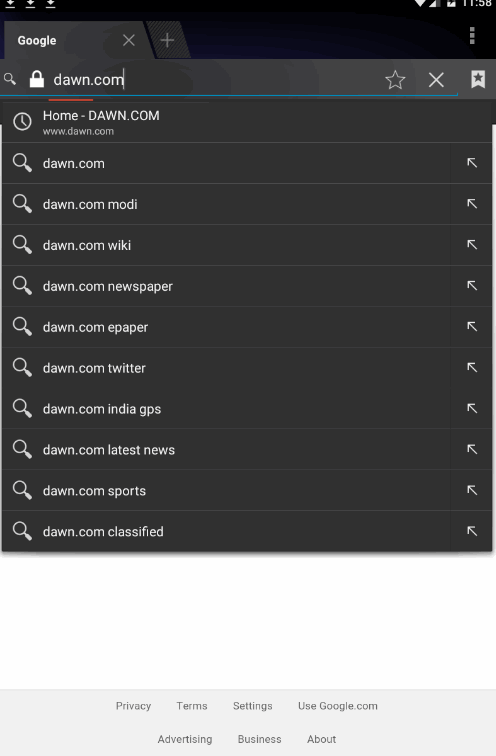 11:58
Google
dawn.com
Home - DAWN.COM
www.dawn.com
dawn.com
dawn.com modi
dawn.com wiki
dawn.com newspaper
dawn.com epaper
dawn.com twitter
dawn.com india gps
dawn.com latest news
dawn.com sports
dawn.com classified
Privacy Terms Settings Use Google.com
Advertising Business About